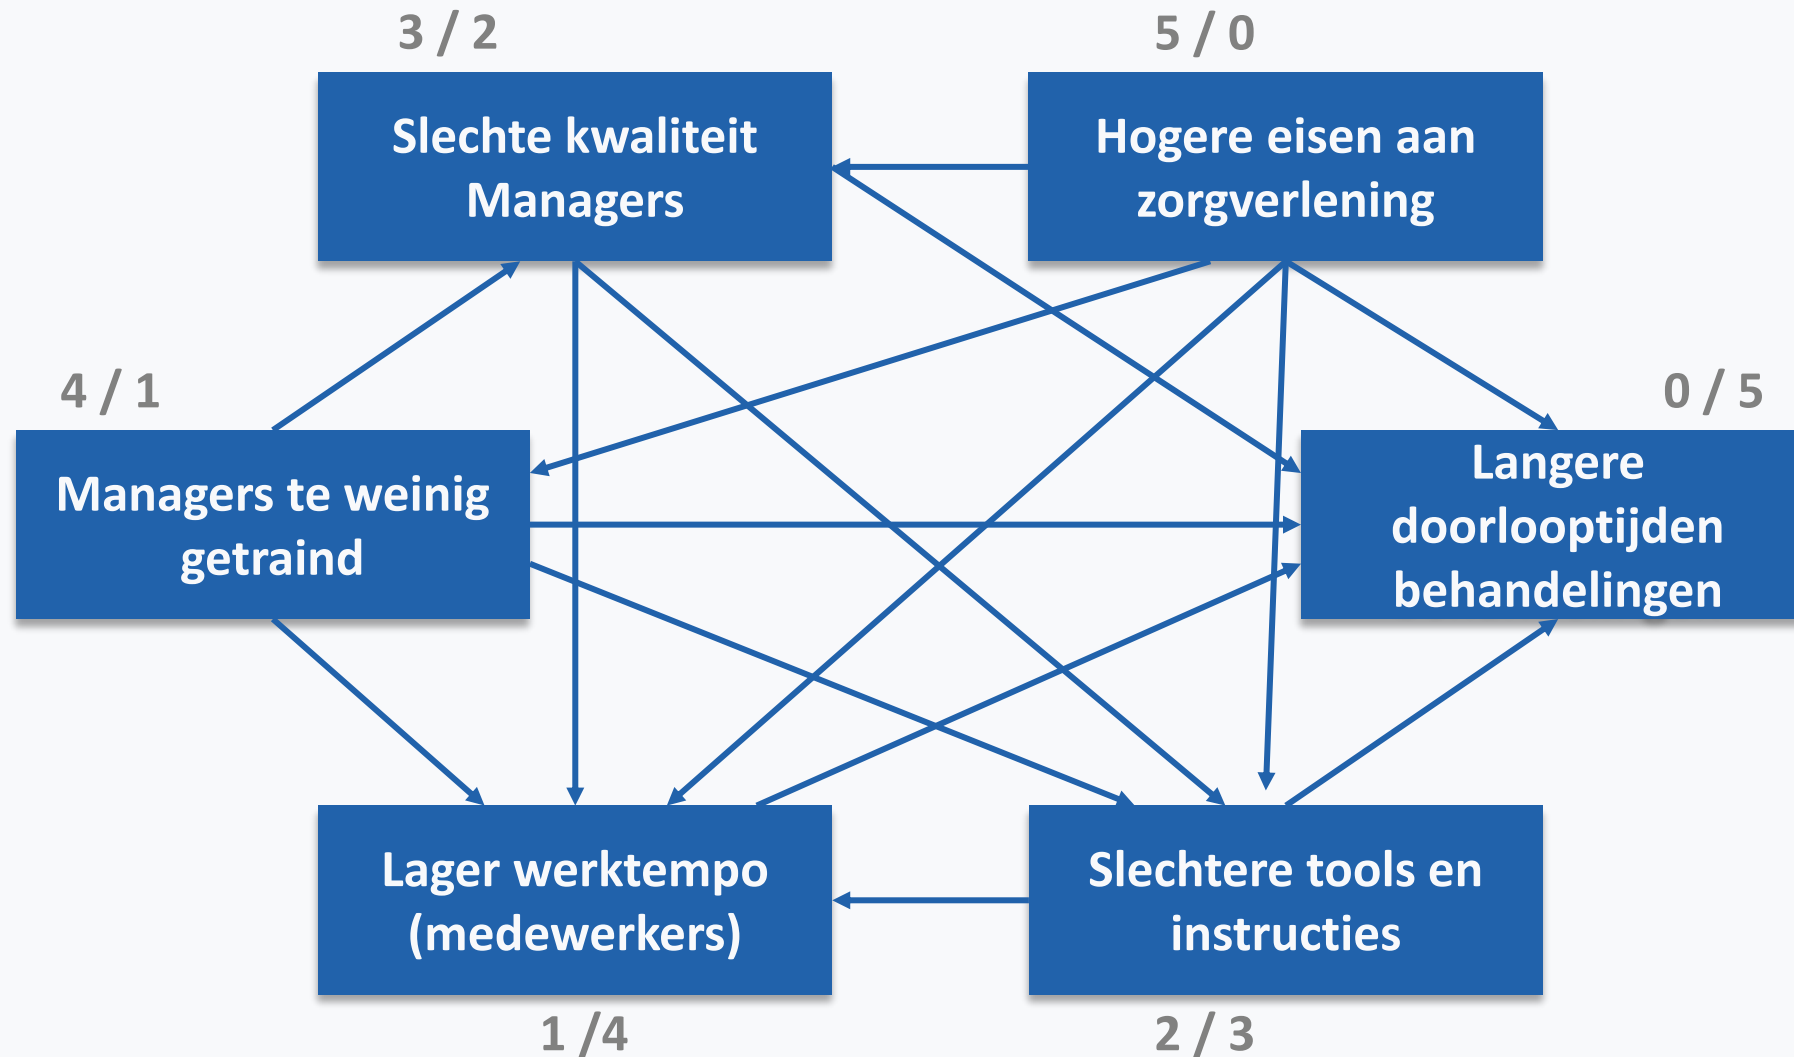 3 / 2
5 / 0
Slechte kwaliteit
Managers
Hogere eisen aan
zorgverlening
4 / 1
0 / 5
Managers te weinig
getraind
Langere
doorlooptijden
behandelingen
Lager werktempo
(medewerkers)
Slechtere tools en
instructies
1 /4
2 / 3